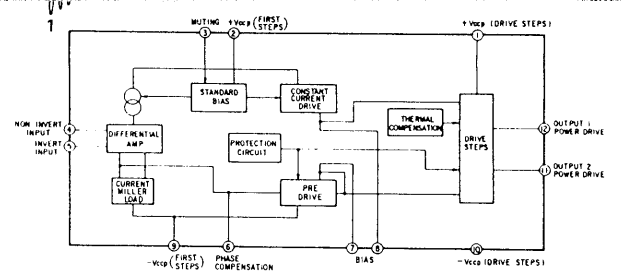 1
MUTING
+Vccp (FIRST STEPS)
+Vccp (DRIVE STEPS)
3
2
1
STANDARD BIAS
CONSTANT CURRENT DRIVE
THERMAL COMPENSATION
NON INVERT INPUT
4
INVERT INPUT
5
DIFFERENTIAL AMP
PROTECTION CIRCUIT
DRIVE STEPS
12
OUTPUT 1 POWER DRIVE
11
OUTPUT 2 POWER DRIVE
CURRENT MILLER LOAD
PRE DRIVE
9
6
7
8
10
-Vccp (FIRST STEPS)
PHASE COMPENSATION
BIAS
-Vccp (DRIVE STEPS)